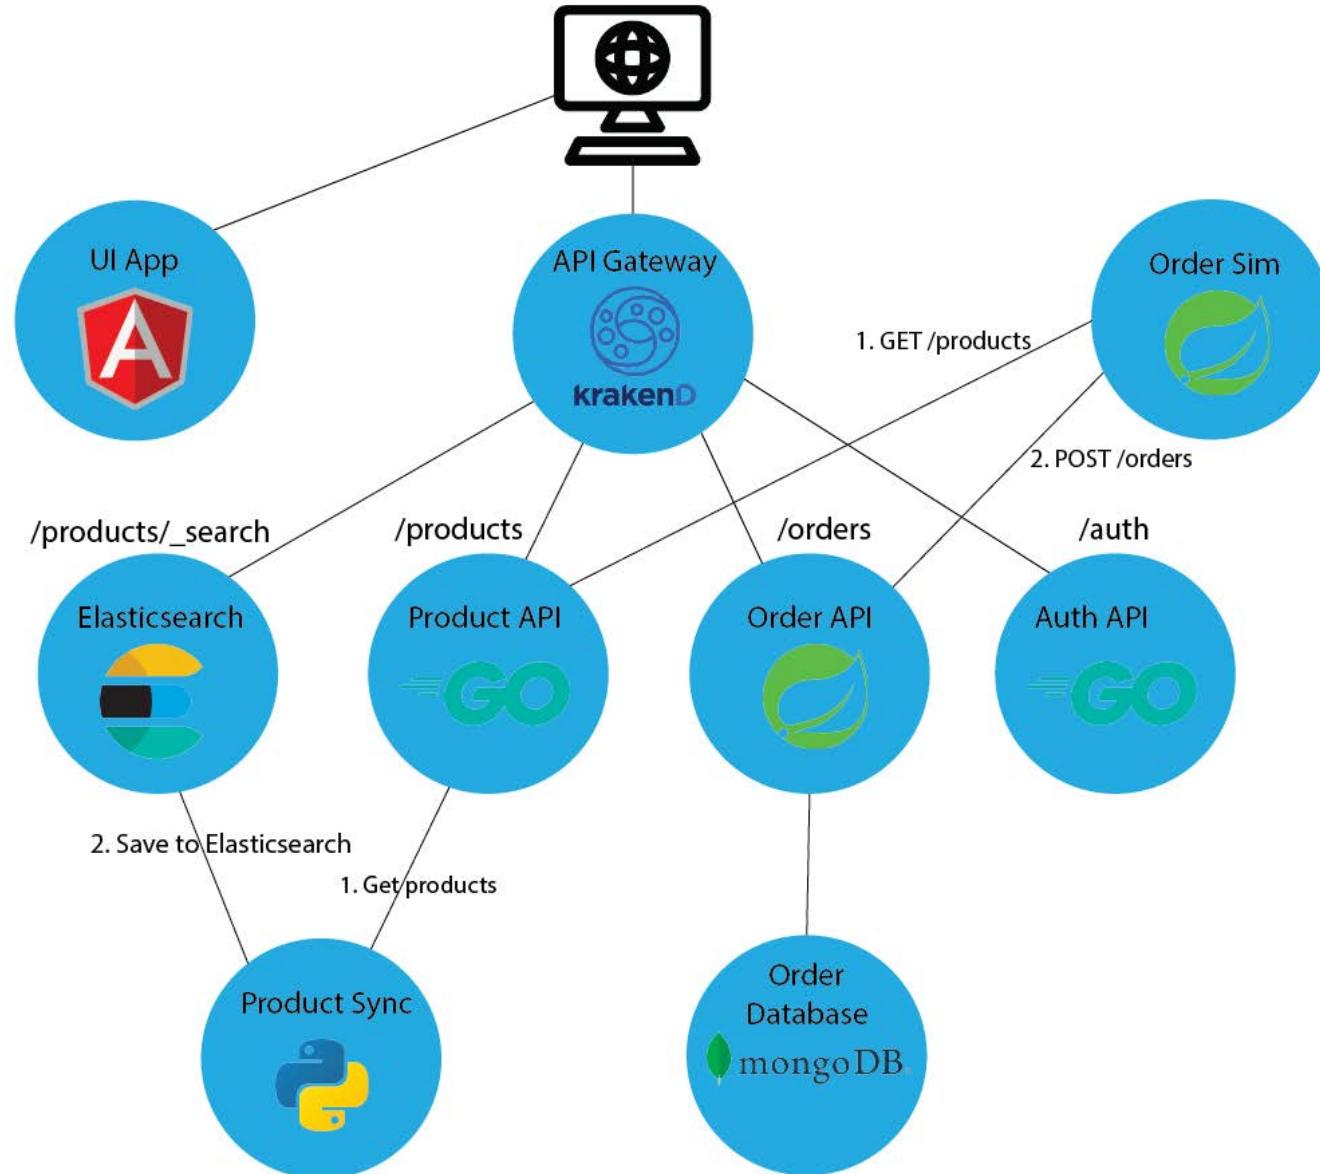 UI App
API Gateway
krakenD
Order Sim
1. GET /products
2. POST /orders
/products/_search
/products
/orders
/auth
Elasticsearch
Product API
GO
Order API
Auth API
GO
2. Save to Elasticsearch
1. Get products
Product Sync
Order
Database
mongoDB